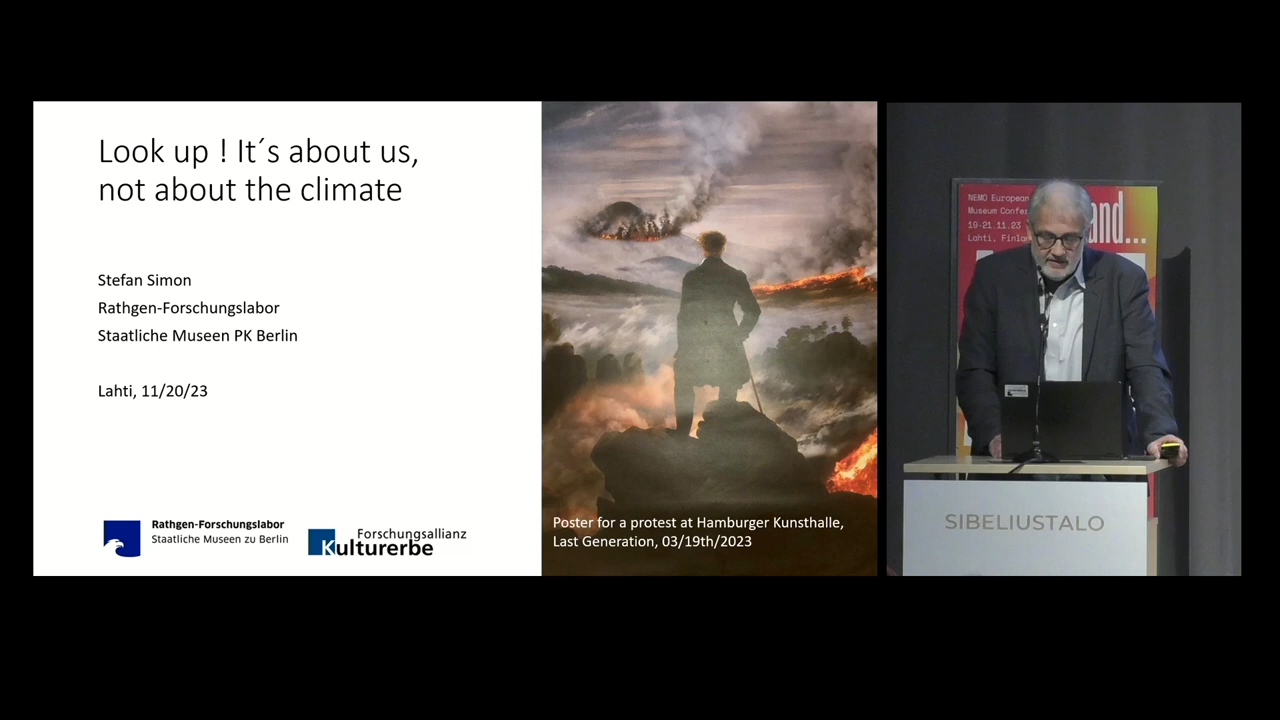 Look up ! It´s about us,
not about the climate
Stefan Simon
Rathgen-Forschungslabor
Staatliche Museen PK Berlin
Lahti, 11/20/23
Rathgen-Forschungslabor
Staatliche Museen zu Berlin
Forschungsallianz
Kulturerbe
Poster for a protest at Hamburger Kunsthalle,
Last Generation, 03/19th/2023
NEMO European
Museum
19-21.11.23
Lahti,
and...
SIBELIUSTALO